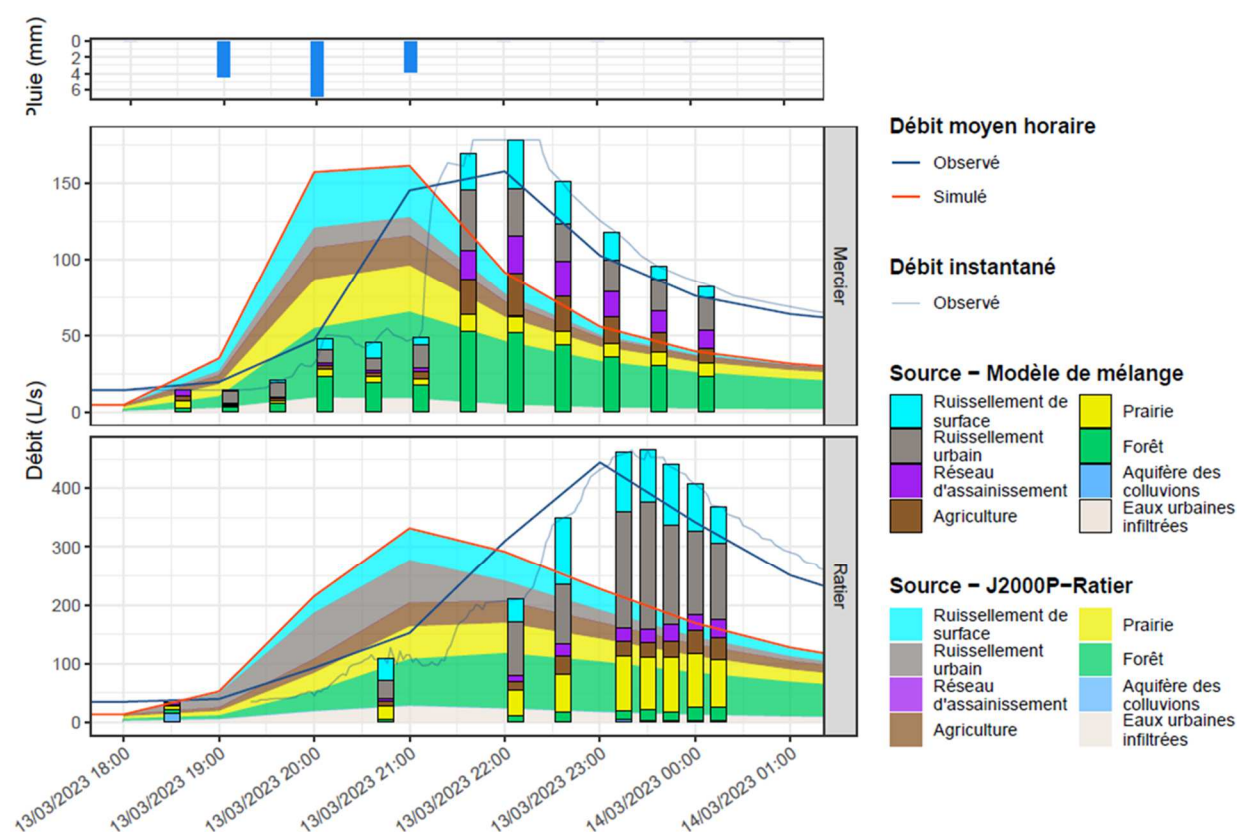 Pluie (mm)
0
2
4
6
Débit (L/s)
150
100
50
0
Mercier
400
300
200
100
0
Ratier
13/03/2023 18:00
13/03/2023 19:00
13/03/2023 20:00
13/03/2023 21:00
13/03/2023 22:00
13/03/2023 23:00
14/03/2023 00:00
14/03/2023 01:00
Débit moyen horaire
Observé
Simulé
Débit instantané
Observé
Source − Modèle de mélange
Ruissellement de
surface
Ruissellement
urbain
Réseau
d'assainissement
Agriculture
Prairie
Forêt
Aquifère des
colluvions
Eaux urbaines
infiltrées
Source − J2000P−Ratier
Ruissellement de
surface
Ruissellement
urbain
Réseau
d'assainissement
Agriculture
Prairie
Forêt
Aquifère des
colluvions
Eaux urbaines
infiltrées